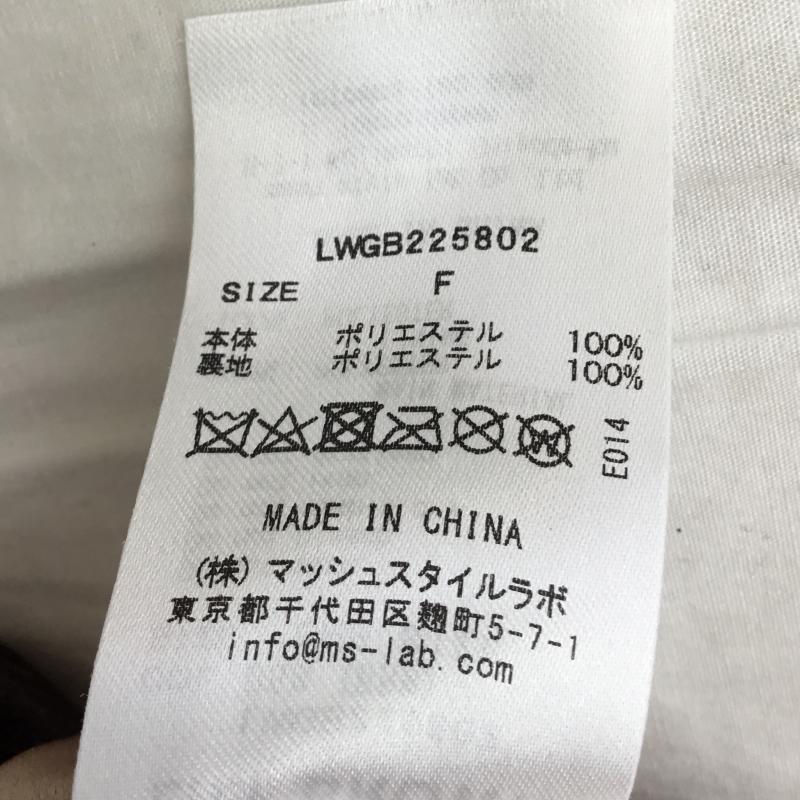 LWGB225802
SIZE F
本体 ポリエステル 100%
裏地 ポリエステル 100%
W
E014
MADE IN CHINA
(株)マッシュスタイルラボ
東京都千代田区麹町5-7-1
info@ms-lab.com